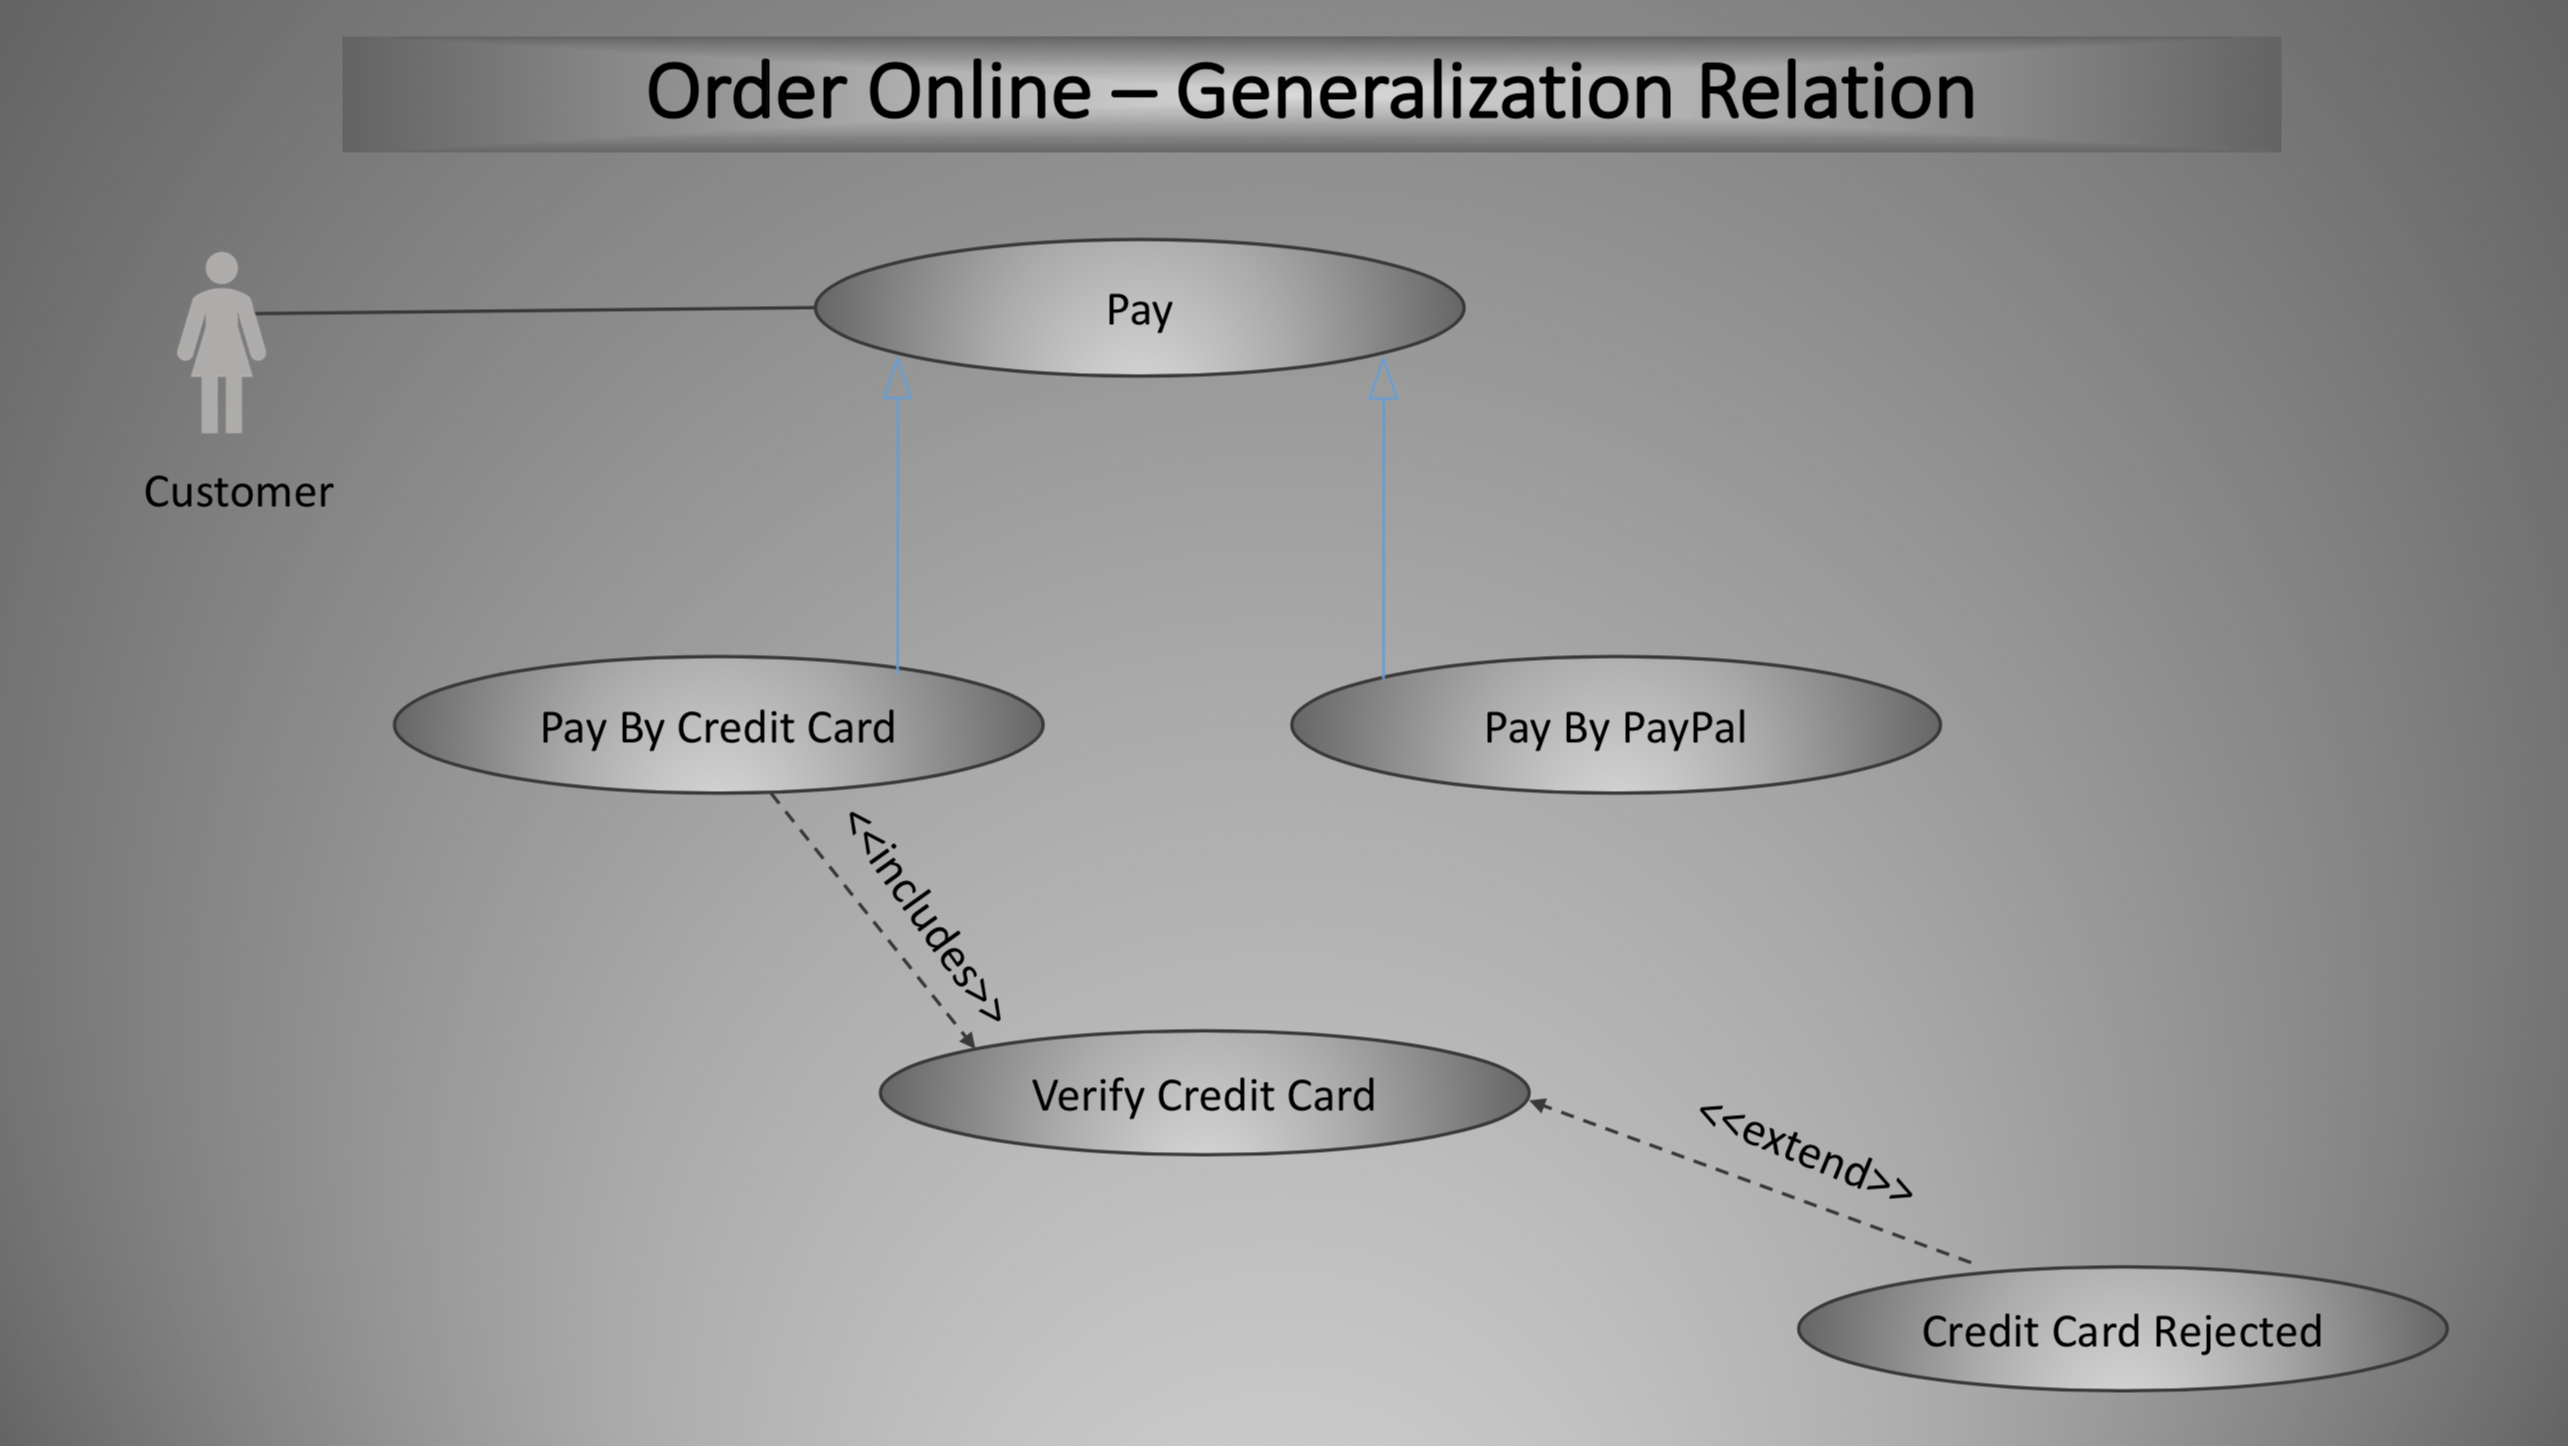 Order Online – Generalization Relation
Pay
Customer
Pay By Credit Card
Pay By PayPal
<<includes>>
Verify Credit Card
<<extend>>
Credit Card Rejected